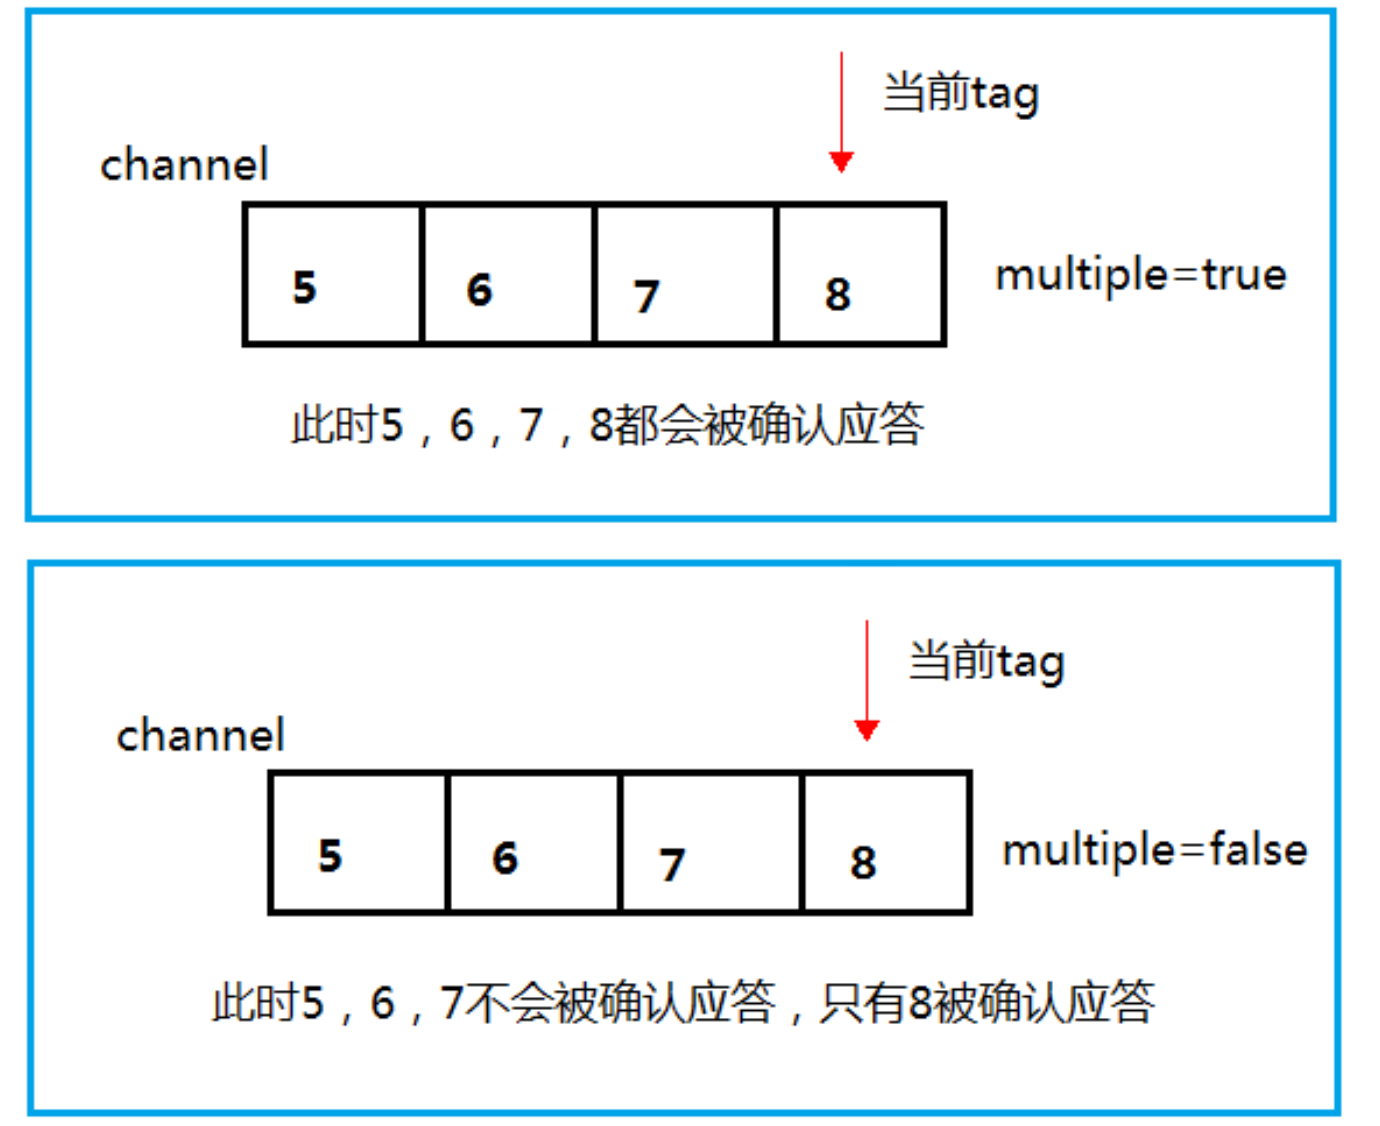 当前tag
channel
5 6 7 8
multiple=true
此时5，6，7，8都会被确认应答
当前tag
channel
5 6 7 8
multiple=false
此时5，6，7不会被确认应答，只有8被确认应答